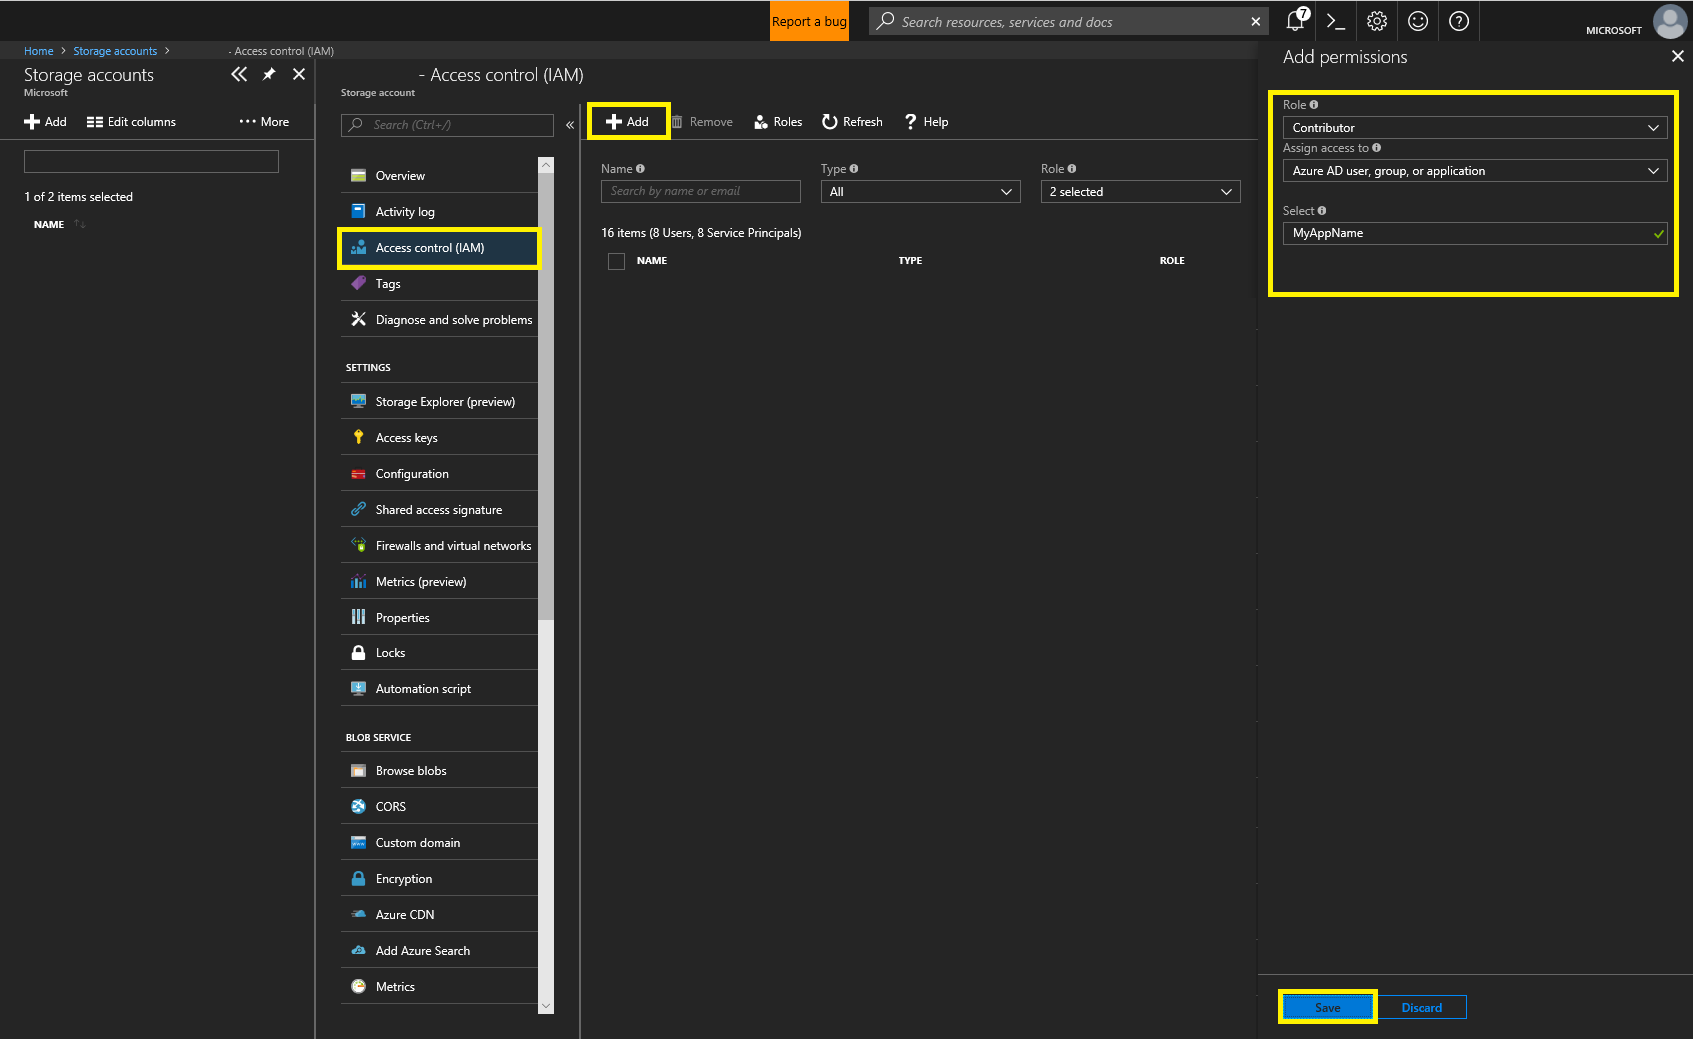 Report a bug
Search resources, services and docs
7
MICROSOFT
Home > Storage accounts > - Access control (IAM)
Storage accounts
Microsoft
Add
Edit columns
More
1 of 2 items selected
NAME
- Access control (IAM)
Storage account
Search (Ctrl+/)
Overview
Activity log
Access control (IAM)
Tags
Diagnose and solve problems
SETTINGS
Storage Explorer (preview)
Access keys
Configuration
Shared access signature
Firewalls and virtual networks
Metrics (preview)
Properties
Locks
Automation script
BLOB SERVICE
Browse blobs
CORS
Custom domain
Encryption
Azure CDN
Add Azure Search
Metrics
Add
Remove
Roles
Refresh
Help
Name
Search by name or email
Type
All
Role
2 selected
16 items (8 Users, 8 Service Principals)
NAME
TYPE
ROLE
Add permissions
Role
Contributor
Assign access to
Azure AD user, group, or application
Select
MyAppName
Save
Discard